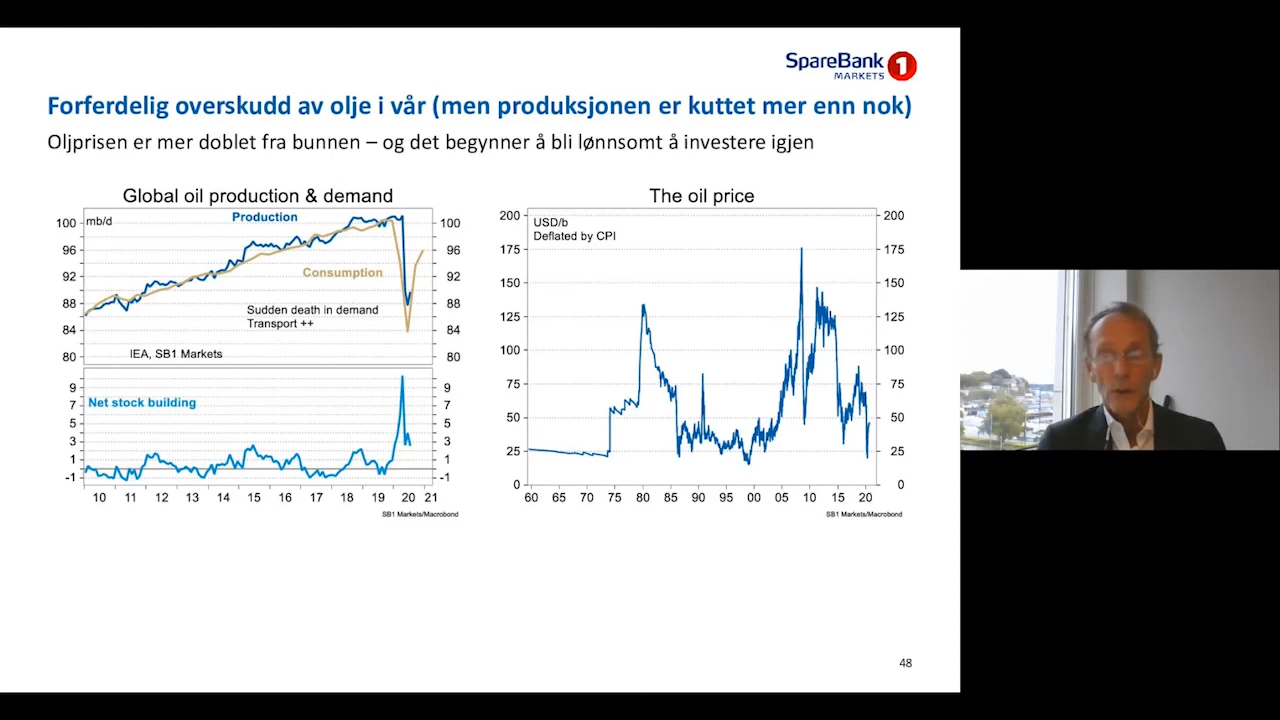 SpareBank 1
MARKETS
Forferdelig overskudd av olje i vår (men produksjonen er kuttet mer enn nok)
Oljprisen er mer doblet fra bunnen – og det begynner å bli lønnsomt å investere igjen
Global oil production & demand
mb/d
Production
Consumption
Sudden death in demand
Transport ++
IEA, SB1 Markets
100
96
92
88
84
80
100
96
92
88
84
80
Net stock building
9
7
5
3
1
-1
9
7
5
3
1
-1
10 11 12 13 14 15 16 17 18 19 20 21
SB1 Markets/Macrobond
The oil price
USD/b
Deflated by CPI
200
175
150
125
100
75
50
25
0
200
175
150
125
100
75
50
25
0
60 65 70 75 80 85 90 95 00 05 10 15 20
SB1 Markets/Macrobond
48